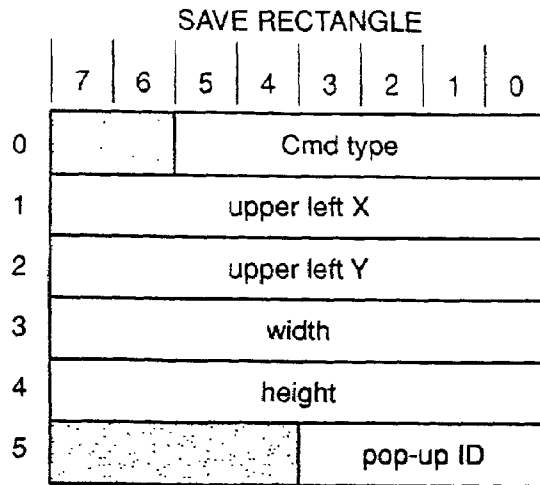 SAVE RECTANGLE
7 6 5 4 3 2 1 0
0 Cmd type
1 upper left X
2 upper left Y
3 width
4 height
5 pop-up ID